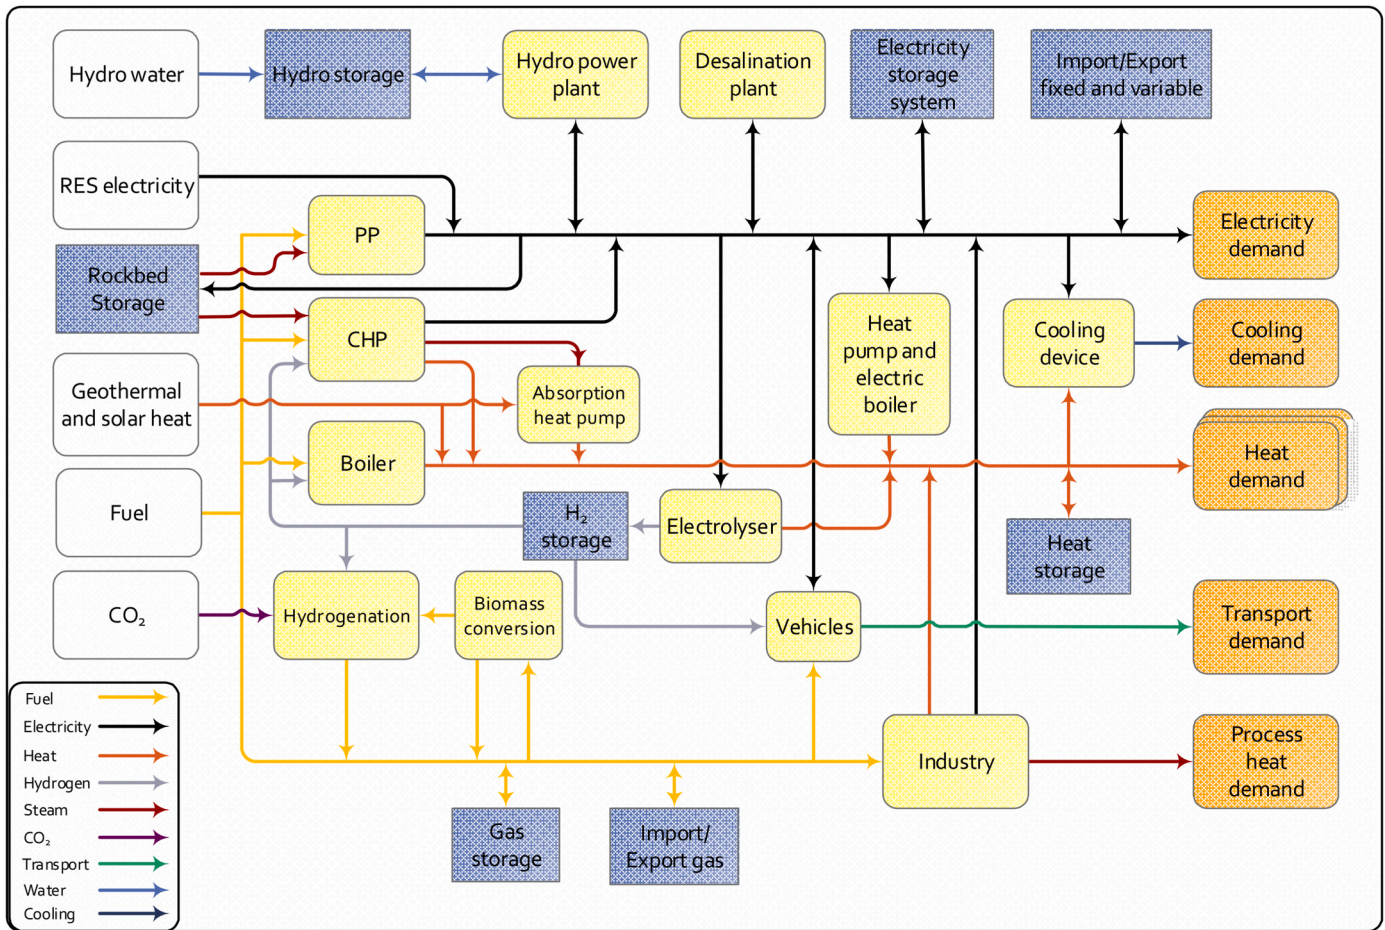 Hydro water
Hydro storage
Hydro power
plant
Desalination
plant
Electricity
storage
system
Import/Export
fixed and variable
RES electricity
PP
Electricity
demand
Rockbed
Storage
CHP
Heat
pump and
electric
boiler
Cooling
device
Cooling
demand
Geothermal
and solar heat
Absorption
heat pump
Boiler
Heat
demand
Fuel
H₂
storage
Electrolyser
Heat
storage
CO₂
Hydrogenation
Biomass
conversion
Vehicles
Transport
demand
Fuel
Electricity
Heat
Hydrogen
Steam
CO₂
Transport
Water
Cooling
Industry
Process
heat
demand
Gas
storage
Import/
Export gas